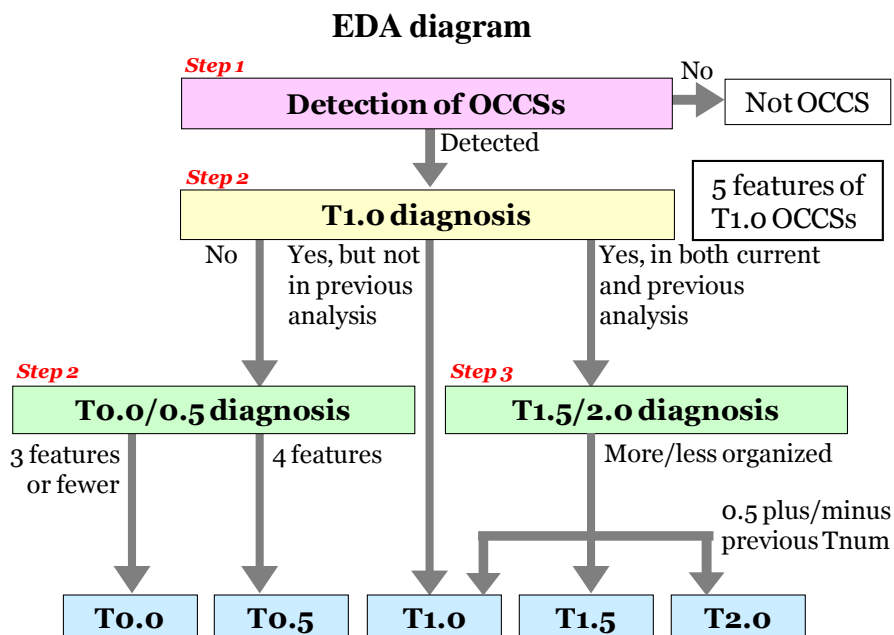 EDA diagram
Step 1
Detection of OCCSs
No
Not OCCS
Detected
Step 2
T1.0 diagnosis
5 features of
T1.0 OCCSs
No
Yes, but not
in previous
analysis
Yes, in both current
and previous
analysis
Step 2
T0.0/0.5 diagnosis
Step 3
T1.5/2.0 diagnosis
3 features
or fewer
4 features
More/less organized
0.5 plus/minus
previous Tnum
T0.0
T0.5
T1.0
T1.5
T2.0